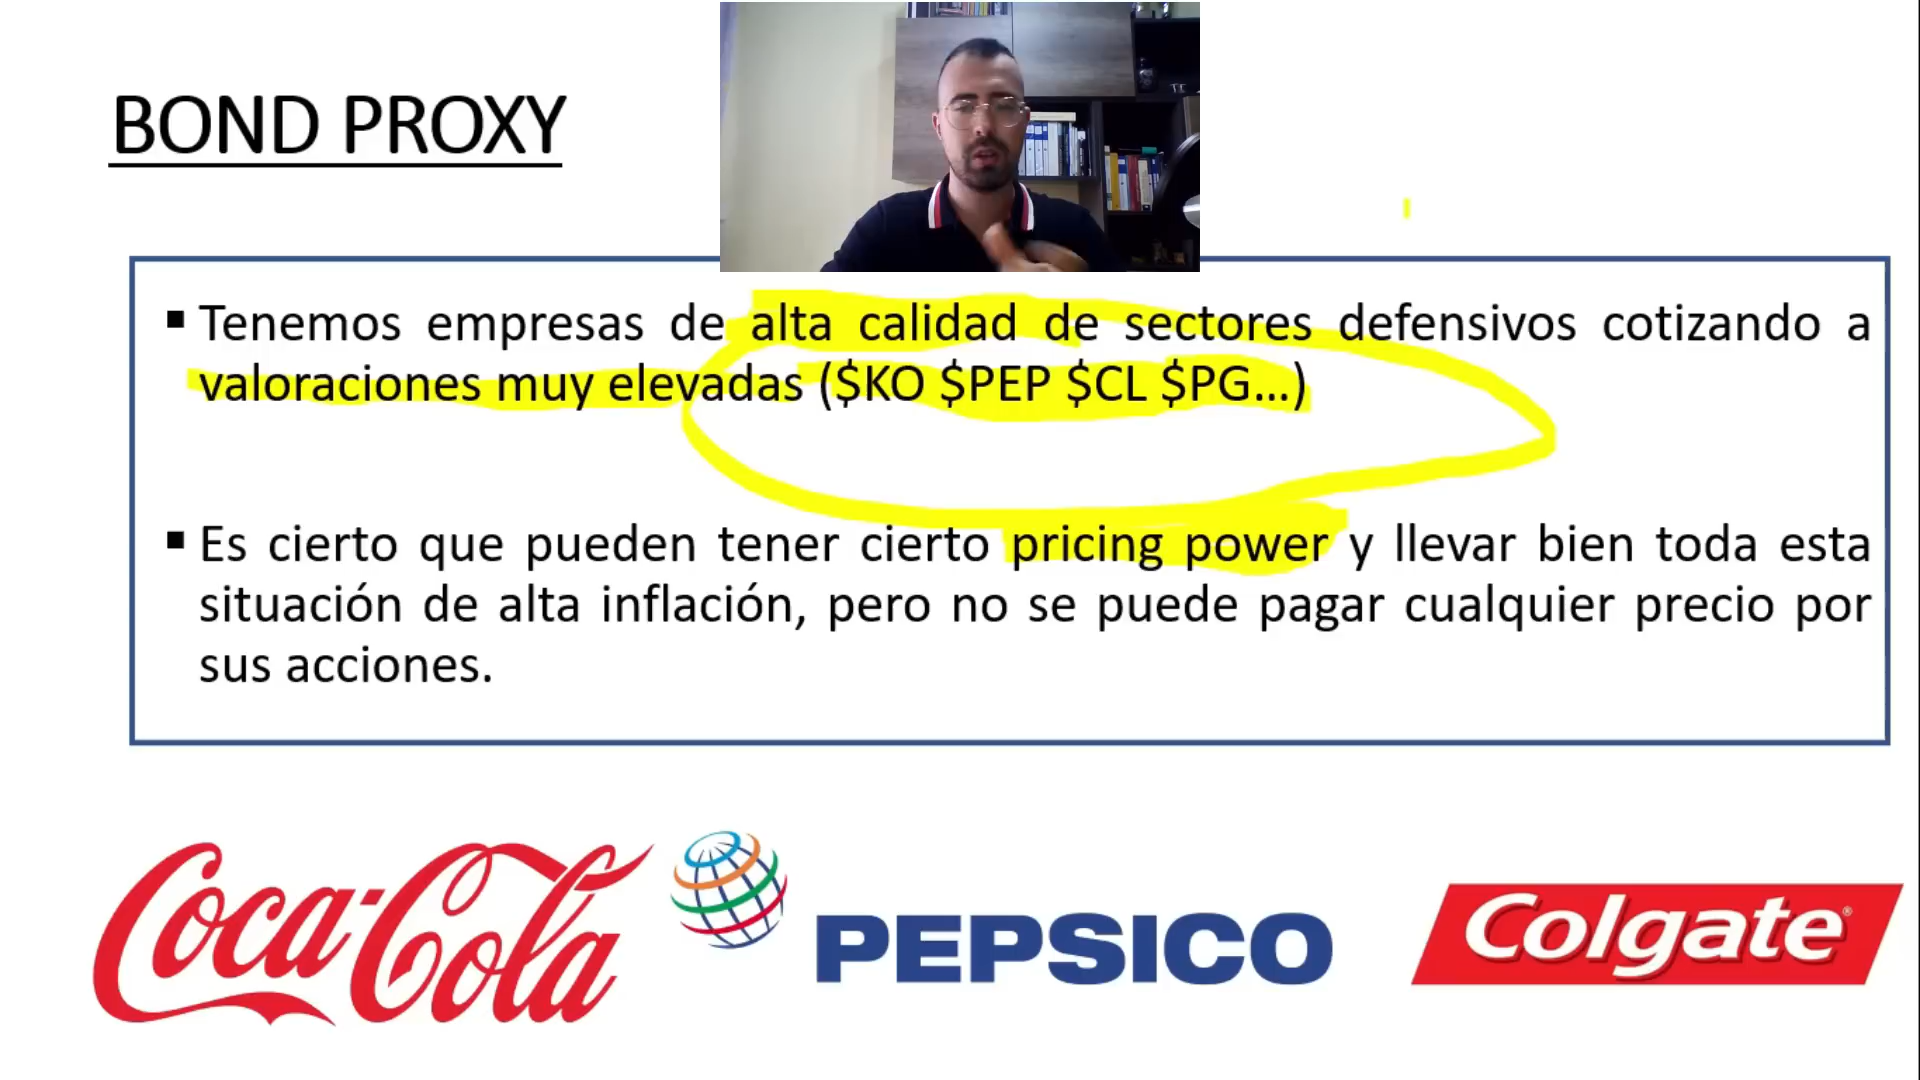 BOND PROXY
▪ Tenemos empresas de alta calidad de sectores defensivos cotizando a
valoraciones muy elevadas ($KO $PEP $CL $PG...)
▪ Es cierto que pueden tener cierto pricing power y llevar bien toda esta
situación de alta inflación, pero no se puede pagar cualquier precio por
sus acciones.
Coca-Cola
PEPSICO
Colgate®